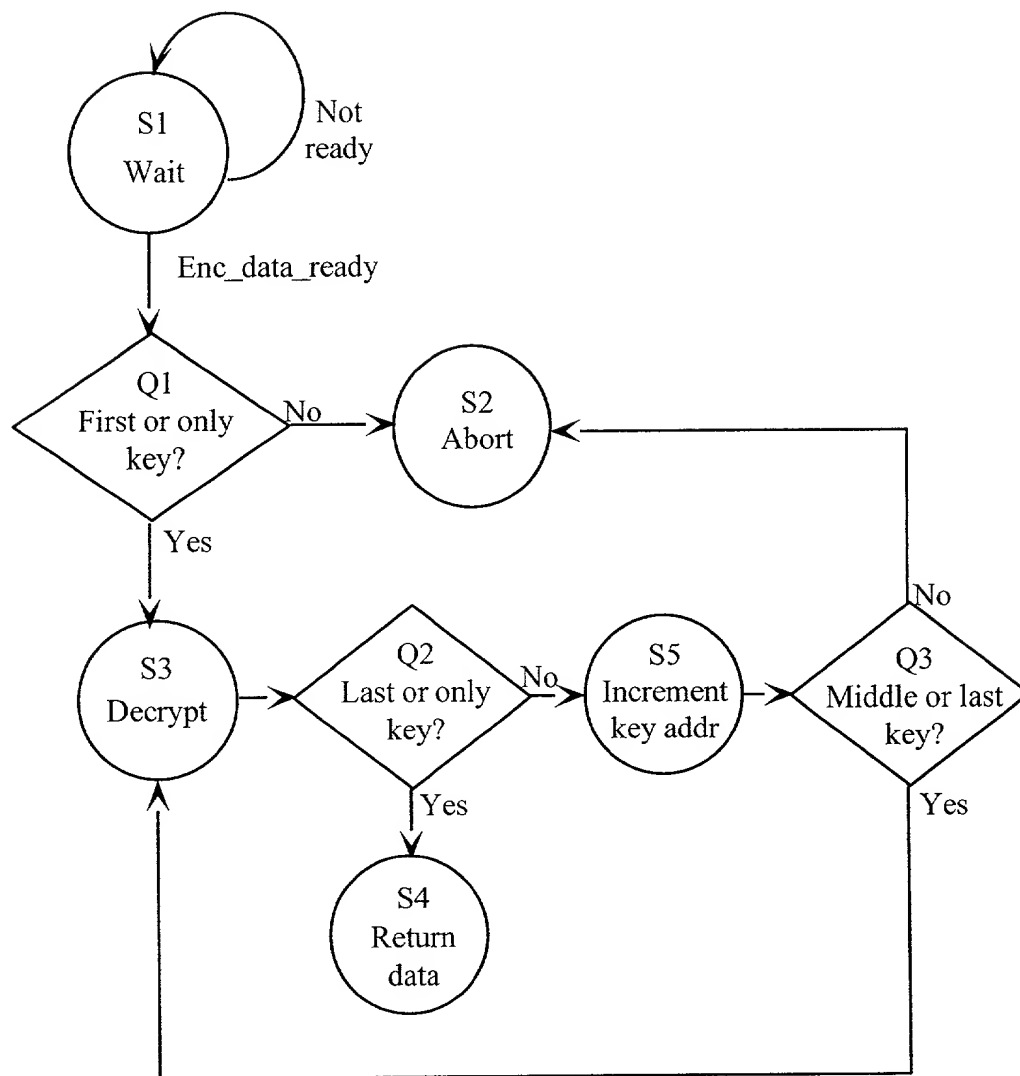 S1
Wait
Not
ready
Enc_data_ready
Q1
First or only
key?
No
S2
Abort
Yes
No
S3
Decrypt
Q2
Last or only
key?
No
S5
Increment
key addr
Q3
Middle or last
key?
Yes
Yes
S4
Return
data